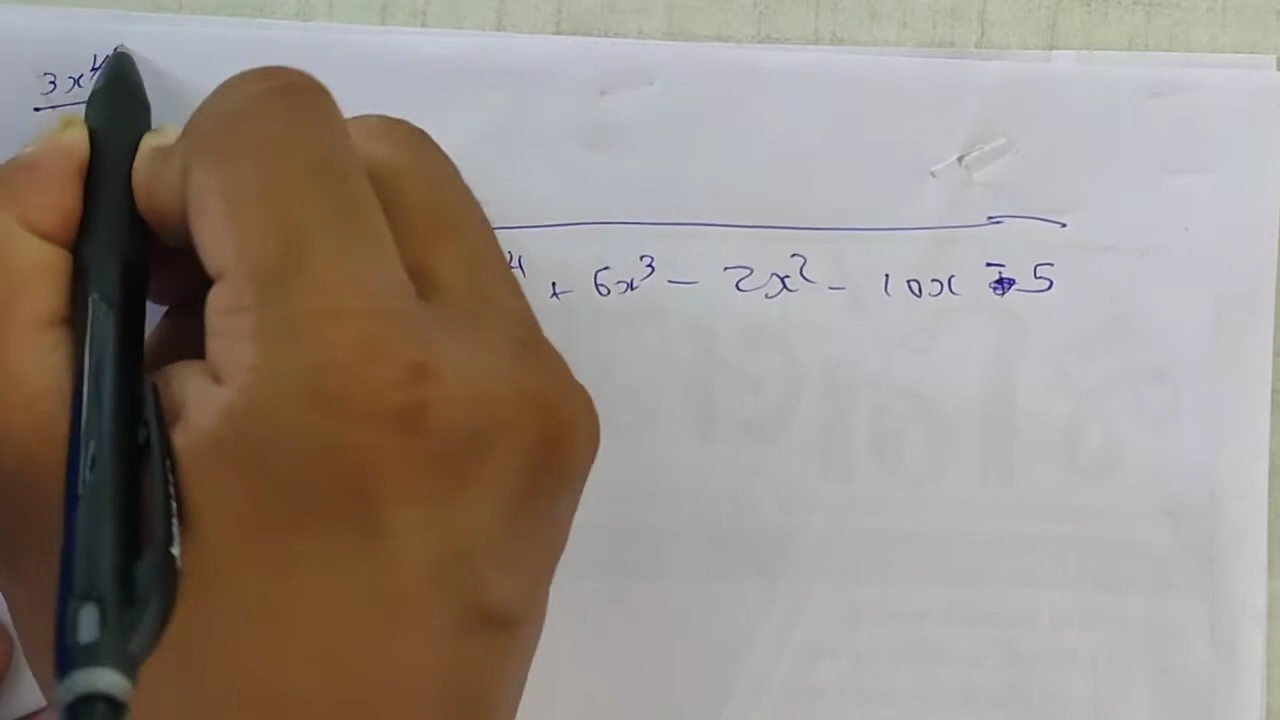 3x⁴
⁴ + 6x³ - 2x² - 10x - 5